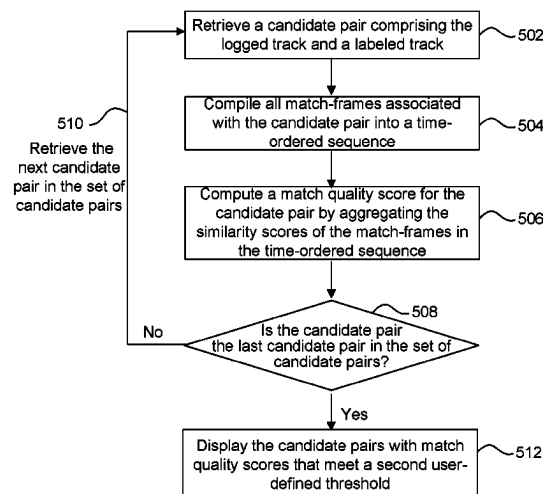 Retrieve a candidate pair comprising the
logged track and a labeled track
502
Compile all match-frames associated
with the candidate pair into a time-
ordered sequence
504
510
Retrieve the
next candidate
pair in the set of
candidate pairs
Compute a match quality score for the
candidate pair by aggregating the
similarity scores of the match-frames in
the time-ordered sequence
506
508
Is the candidate pair
the last candidate pair in the set of
candidate pairs?
No
Yes
Display the candidate pairs with match
quality scores that meet a second user-
defined threshold
512